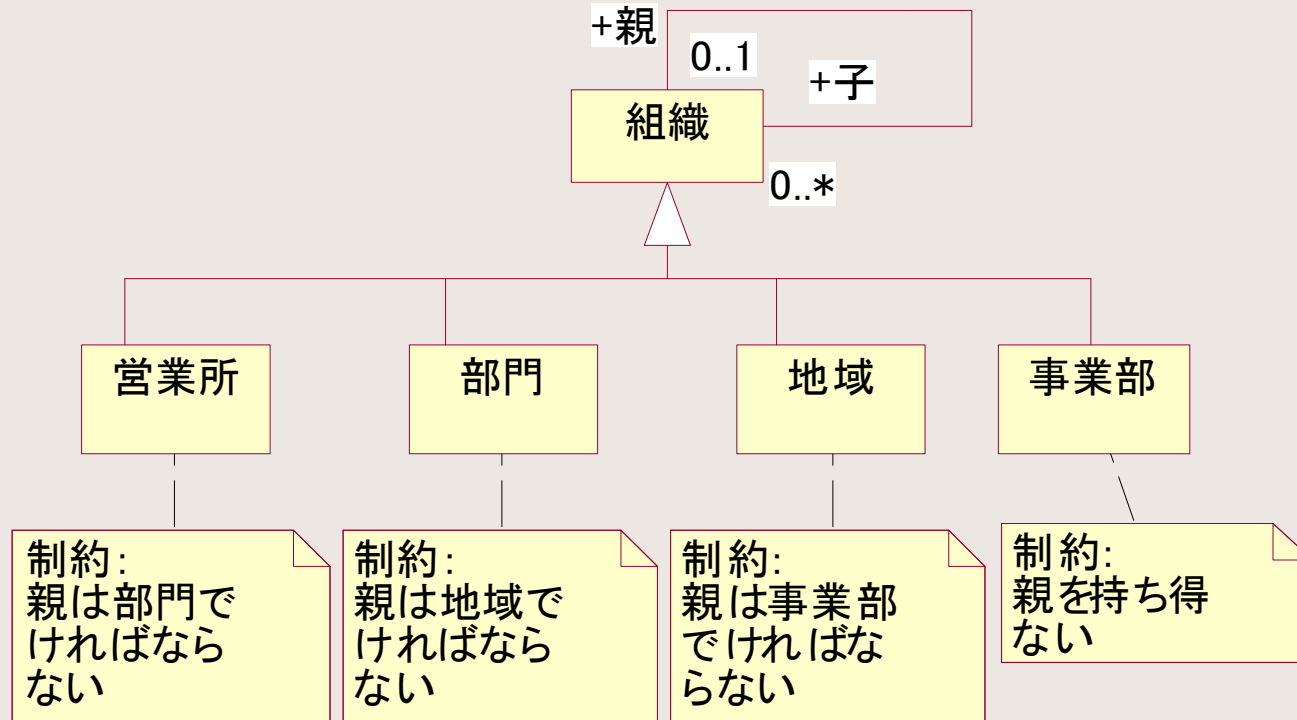 +親
0..1
+子
組織
0..*
営業所
部門
地域
事業部
制約:
親は部門で
ければなら
ない
制約:
親は地域で
ければなら
ない
制約:
親は事業部
でければな
らない
制約:
親を持ち得
ない